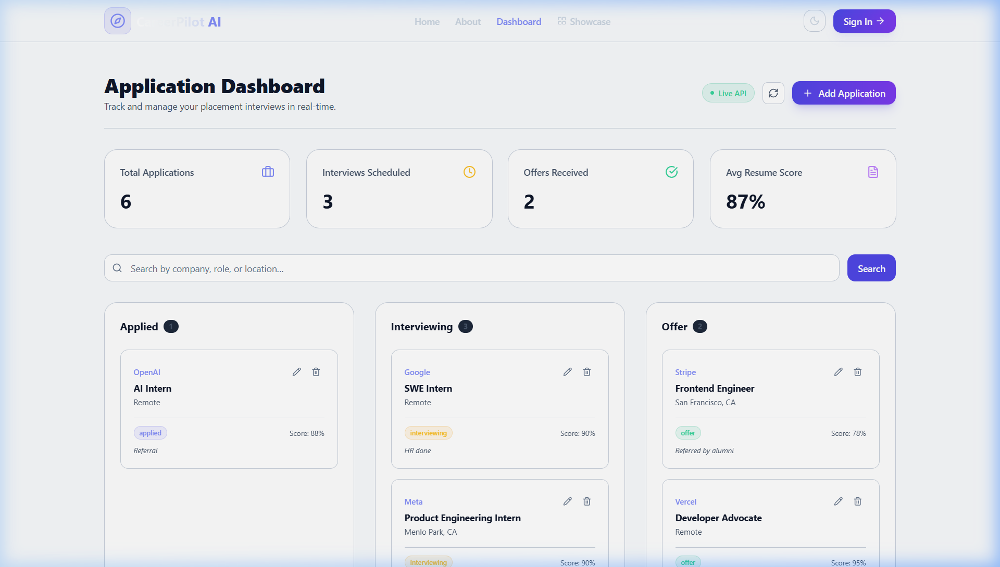 CareerPilot AI
Home
About
Dashboard
Showcase
Sign In
Application Dashboard
Track and manage your placement interviews in real-time.
Live API
Add Application
Total Applications
6
Interviews Scheduled
3
Offers Received
2
Avg Resume Score
87%
Search by company, role, or location...
Search
Applied 1
OpenAI
AI Intern
Remote
applied
Score: 88%
Referral
Interviewing 3
Google
SWE Intern
Remote
interviewing
Score: 90%
HR done
Meta
Product Engineering Intern
Menlo Park, CA
interviewing
Score: 90%
Offer 2
Stripe
Frontend Engineer
San Francisco, CA
offer
Score: 78%
Referred by alumni
Vercel
Developer Advocate
Remote
offer
Score: 95%